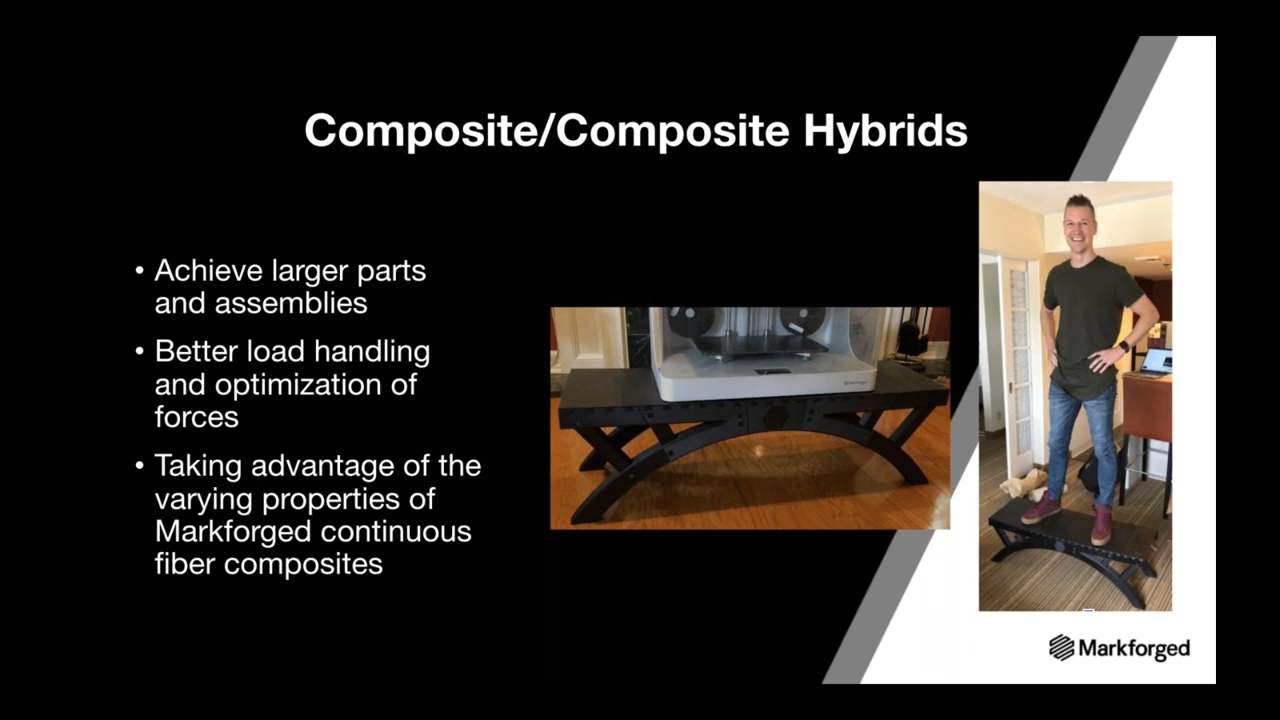 Composite/Composite Hybrids
• Achieve larger parts
and assemblies
• Better load handling
and optimization of
forces
• Taking advantage of the
varying properties of
Markforged continuous
fiber composites
Markforged
Markforged